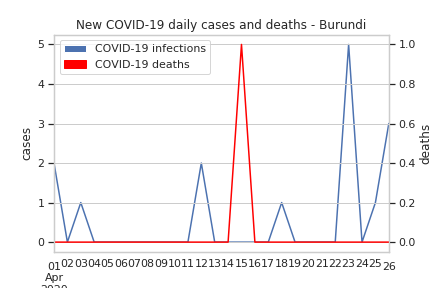 New COVID-19 daily cases and deaths - Burundi
COVID-19 infections
COVID-19 deaths
5
4
3
2
1
0
cases
1.0
0.8
0.6
0.4
0.2
0.0
deaths
01 02 03 04 05 06 07 08 09 10 11 12 13 14 15 16 17 18 19 20 21 22 23 24 25 26
Apr
2020